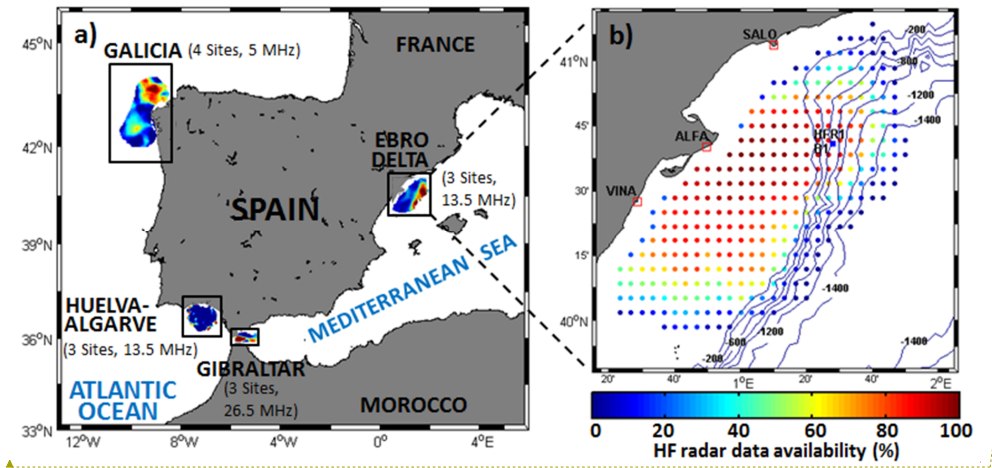 a)
GALICIA (4 Sites, 5 MHz)
FRANCE
EBRO
DELTA
(3 Sites,
13.5 MHz)
SPAIN
MEDITERRANEAN SEA
HUELVA-
ALGARVE
(3 Sites, 13.5 MHz)
GIBRALTAR
(3 Sites,
26.5 MHz)
ATLANTIC
OCEAN
MOROCCO
45°N
42°N
39°N
36°N
33°N
12°W
8°W
4°W
0°
4°E
b)
SALO
ALFA
VINA
HFR1
B1
-200
-800
-1200
-1400
-1400
-1400
-1200
600
-200
41°N
45'
30'
15'
40°N
20'
40'
1°E
20'
40'
2°E
0 20 40 60 80 100
HF radar data availability (%)